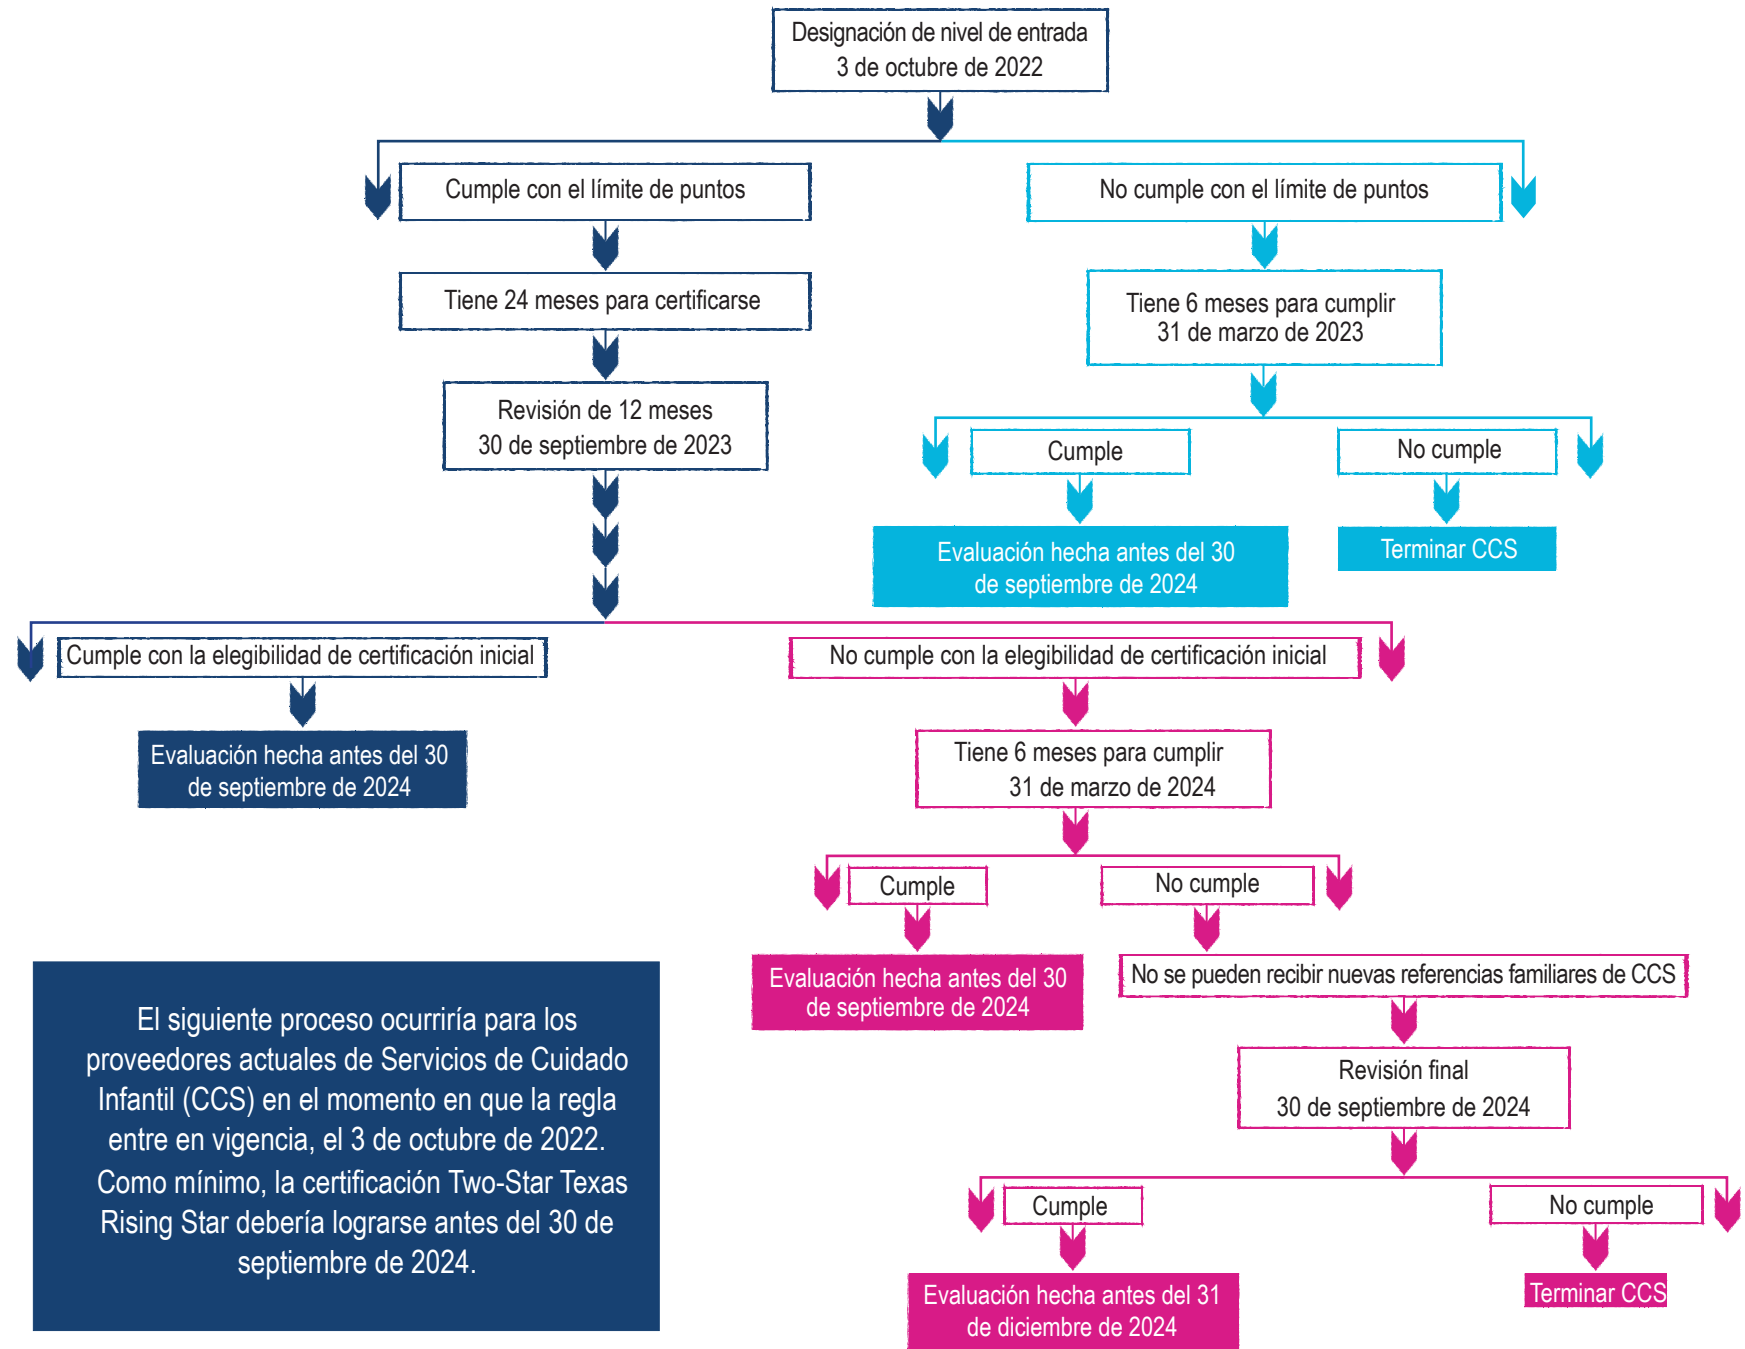 Designación de nivel de entrada
3 de octubre de 2022
Cumple con el límite de puntos
No cumple con el límite de puntos
Tiene 24 meses para certificarse
Tiene 6 meses para cumplir
31 de marzo de 2023
Revisión de 12 meses
30 de septiembre de 2023
Cumple
No cumple
Evaluación hecha antes del 30
de septiembre de 2024
Terminar CCS
Cumple con la elegibilidad de certificación inicial
No cumple con la elegibilidad de certificación inicial
Evaluación hecha antes del 30
de septiembre de 2024
Tiene 6 meses para cumplir
31 de marzo de 2024
Cumple
No cumple
Evaluación hecha antes del 30
de septiembre de 2024
No se pueden recibir nuevas referencias familiares de CCS
Revisión final
30 de septiembre de 2024
Cumple
No cumple
Evaluación hecha antes del 31
de diciembre de 2024
Terminar CCS
El siguiente proceso ocurriría para los
proveedores actuales de Servicios de Cuidado
Infantil (CCS) en el momento en que la regla
entre en vigencia, el 3 de octubre de 2022.
Como mínimo, la certificación Two-Star Texas
Rising Star debería lograrse antes del 30 de
septiembre de 2024.